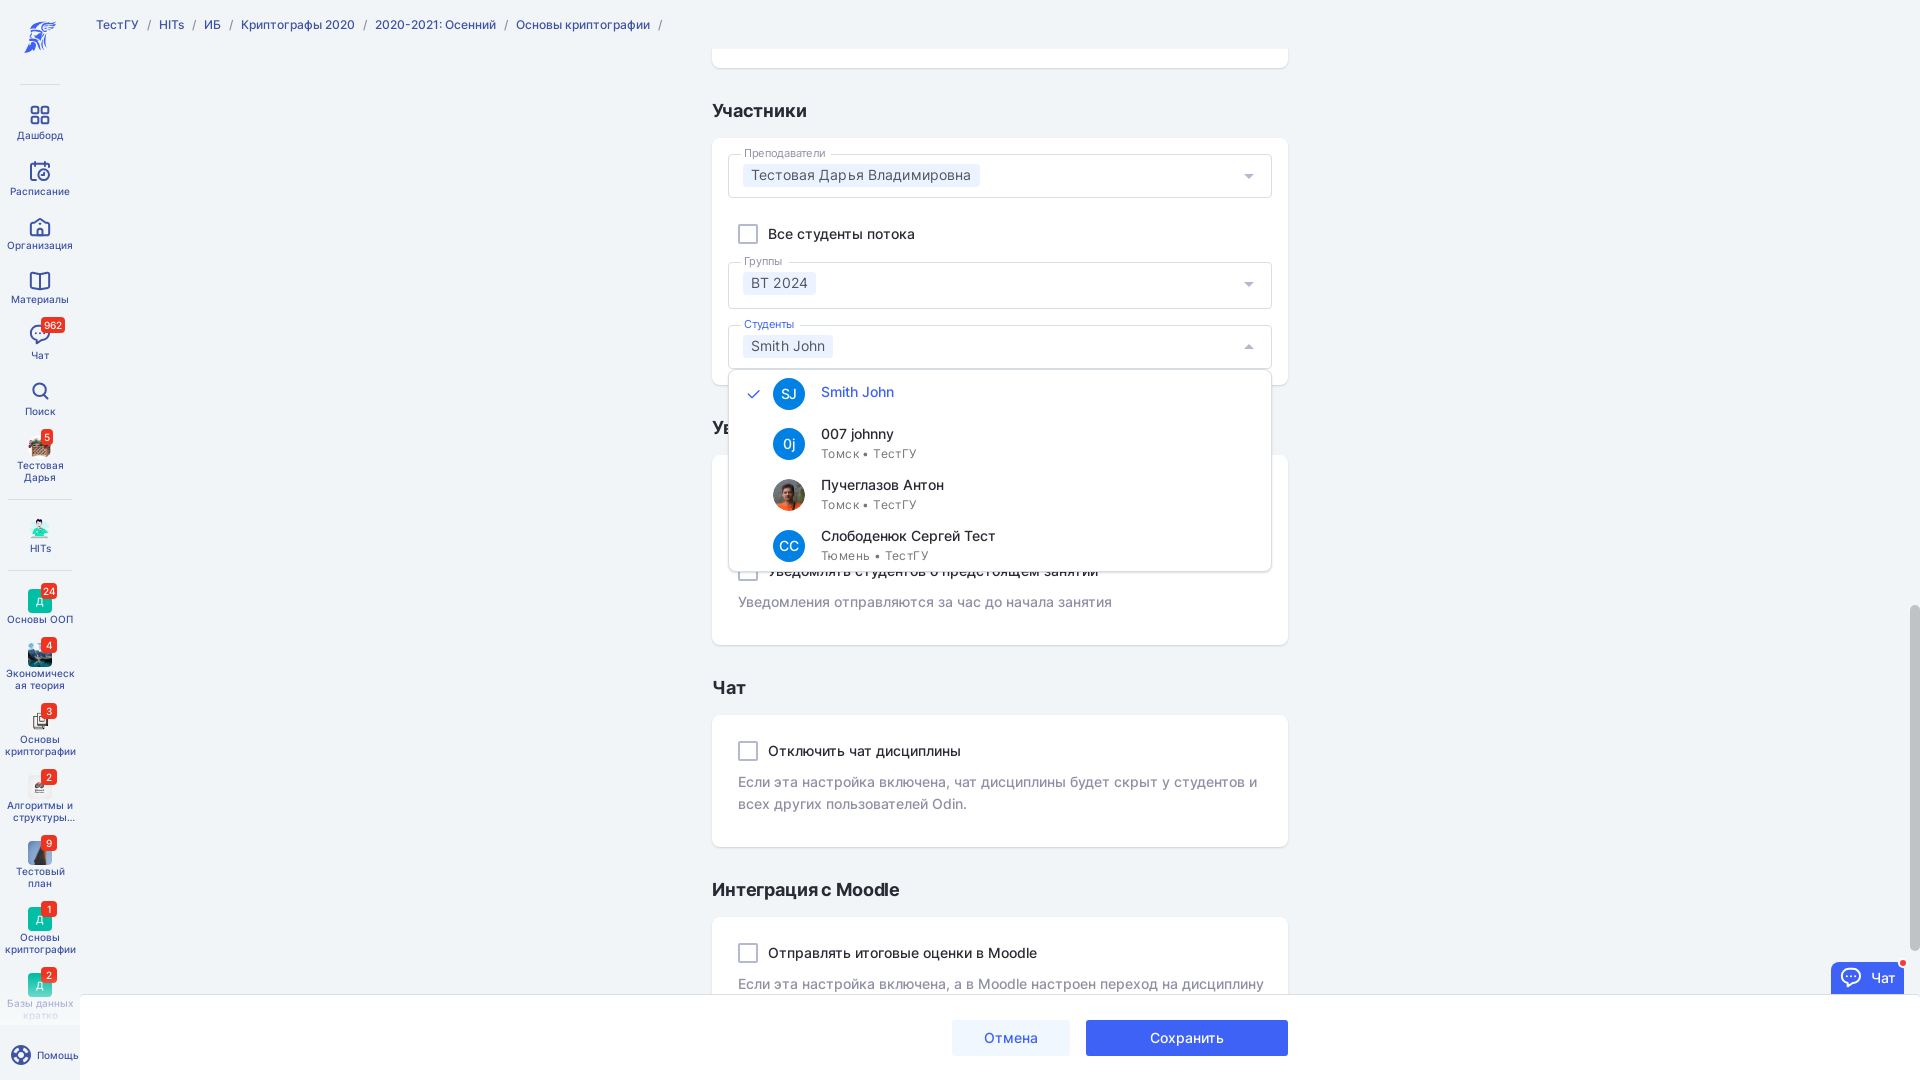 ТестГУ / HITs / ИБ / Криптографы 2020 / 2020-2021: Осенний / Основы криптографии /
Дашборд
Расписание
Организация
Материалы
962
Чат
Поиск
5
Тестовая
Дарья
HITs
24
Д
Основы ООП
4
Экономическ
ая теория
3
Основы
криптографии
2
Алгоритмы и
структуры...
9
Тестовый
план
1
Д
Основы
криптографии
2
Д
Базы данных
кратко
Помощь
Участники
Преподаватели
Тестовая Дарья Владимировна
Все студенты потока
Группы
ВТ 2024
Студенты
Smith John
SJ
Smith John
0j
007 johnny
Томск • ТестГУ
Пучеглазов Антон
Томск • ТестГУ
СС
Слободенюк Сергей Тест
Тюмень • ТестГУ
Уведомлять студентов о предстоящем занятии
Уведомления отправляются за час до начала занятия
Чат
Отключить чат дисциплины
Если эта настройка включена, чат дисциплины будет скрыт у студентов и
всех других пользователей Odin.
Интеграция с Moodle
Отправлять итоговые оценки в Moodle
Если эта настройка включена, а в Moodle настроен переход на дисциплину
Чат
Отмена
Сохранить